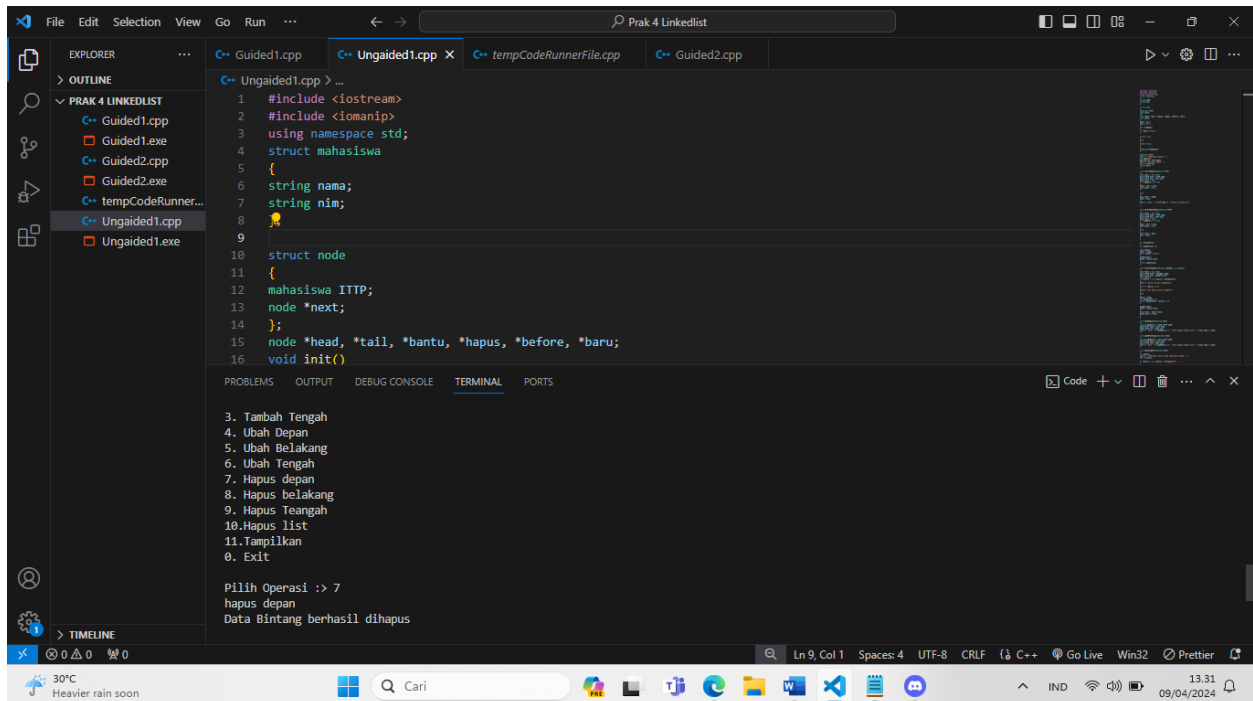 File Edit Selection View Go Run ··· Prak 4 Linkedlist
EXPLORER ···
OUTLINE
PRAK 4 LINKEDLIST
Guided1.cpp
Guided1.exe
Guided2.cpp
Guided2.exe
tempCodeRunner...
Ungaided1.cpp
Ungaided1.exe
TIMELINE
Guided1.cpp Ungaided1.cpp tempCodeRunnerFile.cpp Guided2.cpp
Ungaided1.cpp > ...
1 #include <iostream>
2 #include <iomanip>
3 using namespace std;
4 struct mahasiswa
5 {
6 string nama;
7 string nim;
8
9
10 struct node
11 {
12 mahasiswa ITTP;
13 node *next;
14 };
15 node *head, *tail, *bantu, *hapus, *before, *baru;
16 void init()
PROBLEMS OUTPUT DEBUG CONSOLE TERMINAL PORTS Code
3. Tambah Tengah
4. Ubah Depan
5. Ubah Belakang
6. Ubah Tengah
7. Hapus depan
8. Hapus belakang
9. Hapus Teangah
10.Hapus list
11.Tampilkan
0. Exit
Pilih Operasi :> 7
hapus depan
Data Bintang berhasil dihapus
1
0 0 0 Ln 9, Col 1 Spaces: 4 UTF-8 CRLF C++ Go Live Win32 Prettier
30°C
Heavier rain soon
Cari
PRE
IND
13.31
09/04/2024